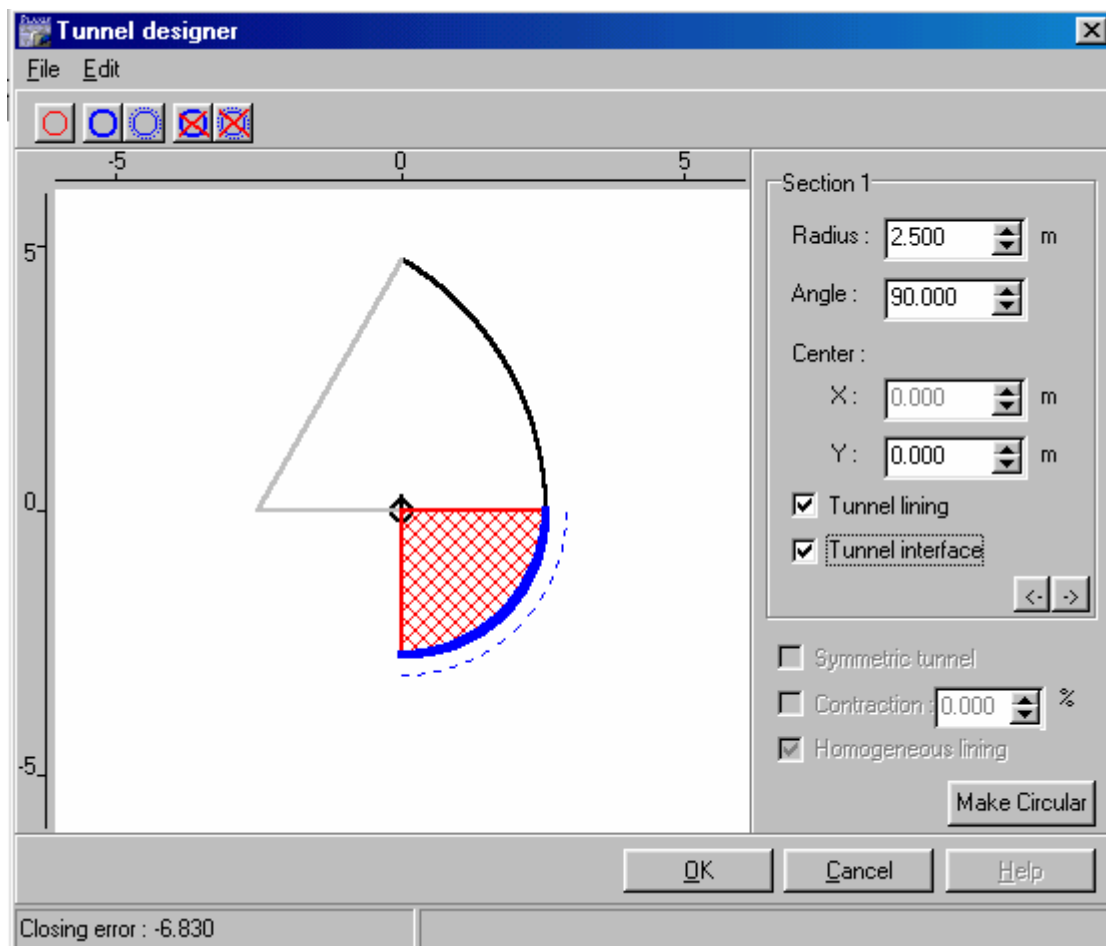 Tunnel designer
File Edit
-5 0 5
Section 1
Radius : 2.500 m
5
Angle : 90.000
Center :
X : 0.000 m
Y : 0.000 m
0
Tunnel lining
Tunnel interface
<- ->
Symmetric tunnel
Contraction : 0.000 %
Homogeneous lining
-5
Make Circular
OK Cancel Help
Closing error : -6.830